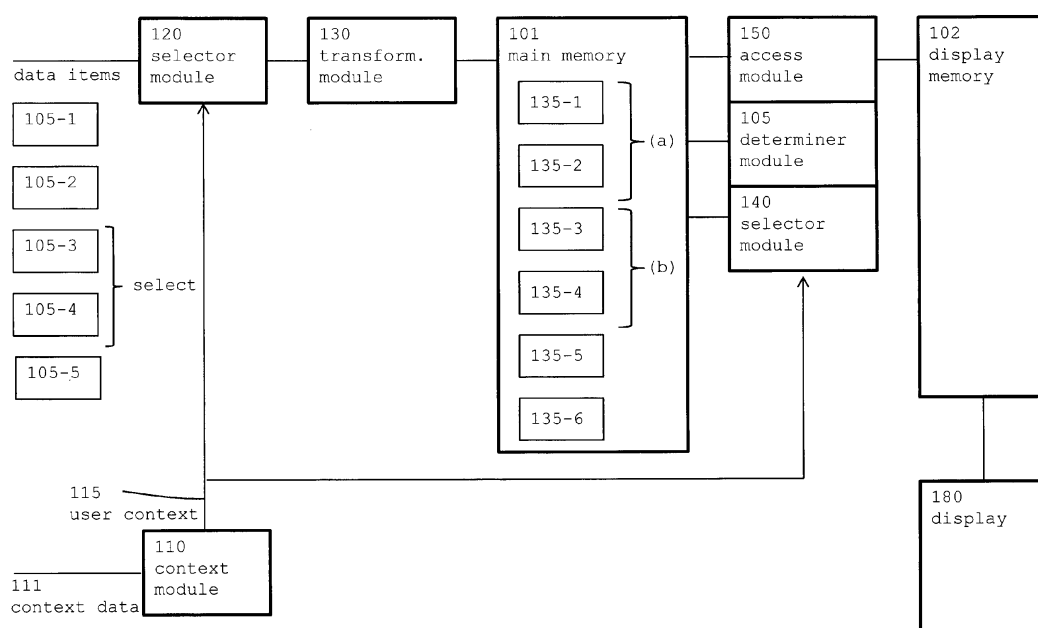 120
selector
module
130
transform.
module
101
main memory
150
access
module
102
display
memory
data items
105-1
105-2
105-3
105-4
105-5
select
135-1
135-2
135-3
135-4
135-5
135-6
(a)
(b)
105
determiner
module
140
selector
module
115
user context
110
context
module
111
context data
180
display